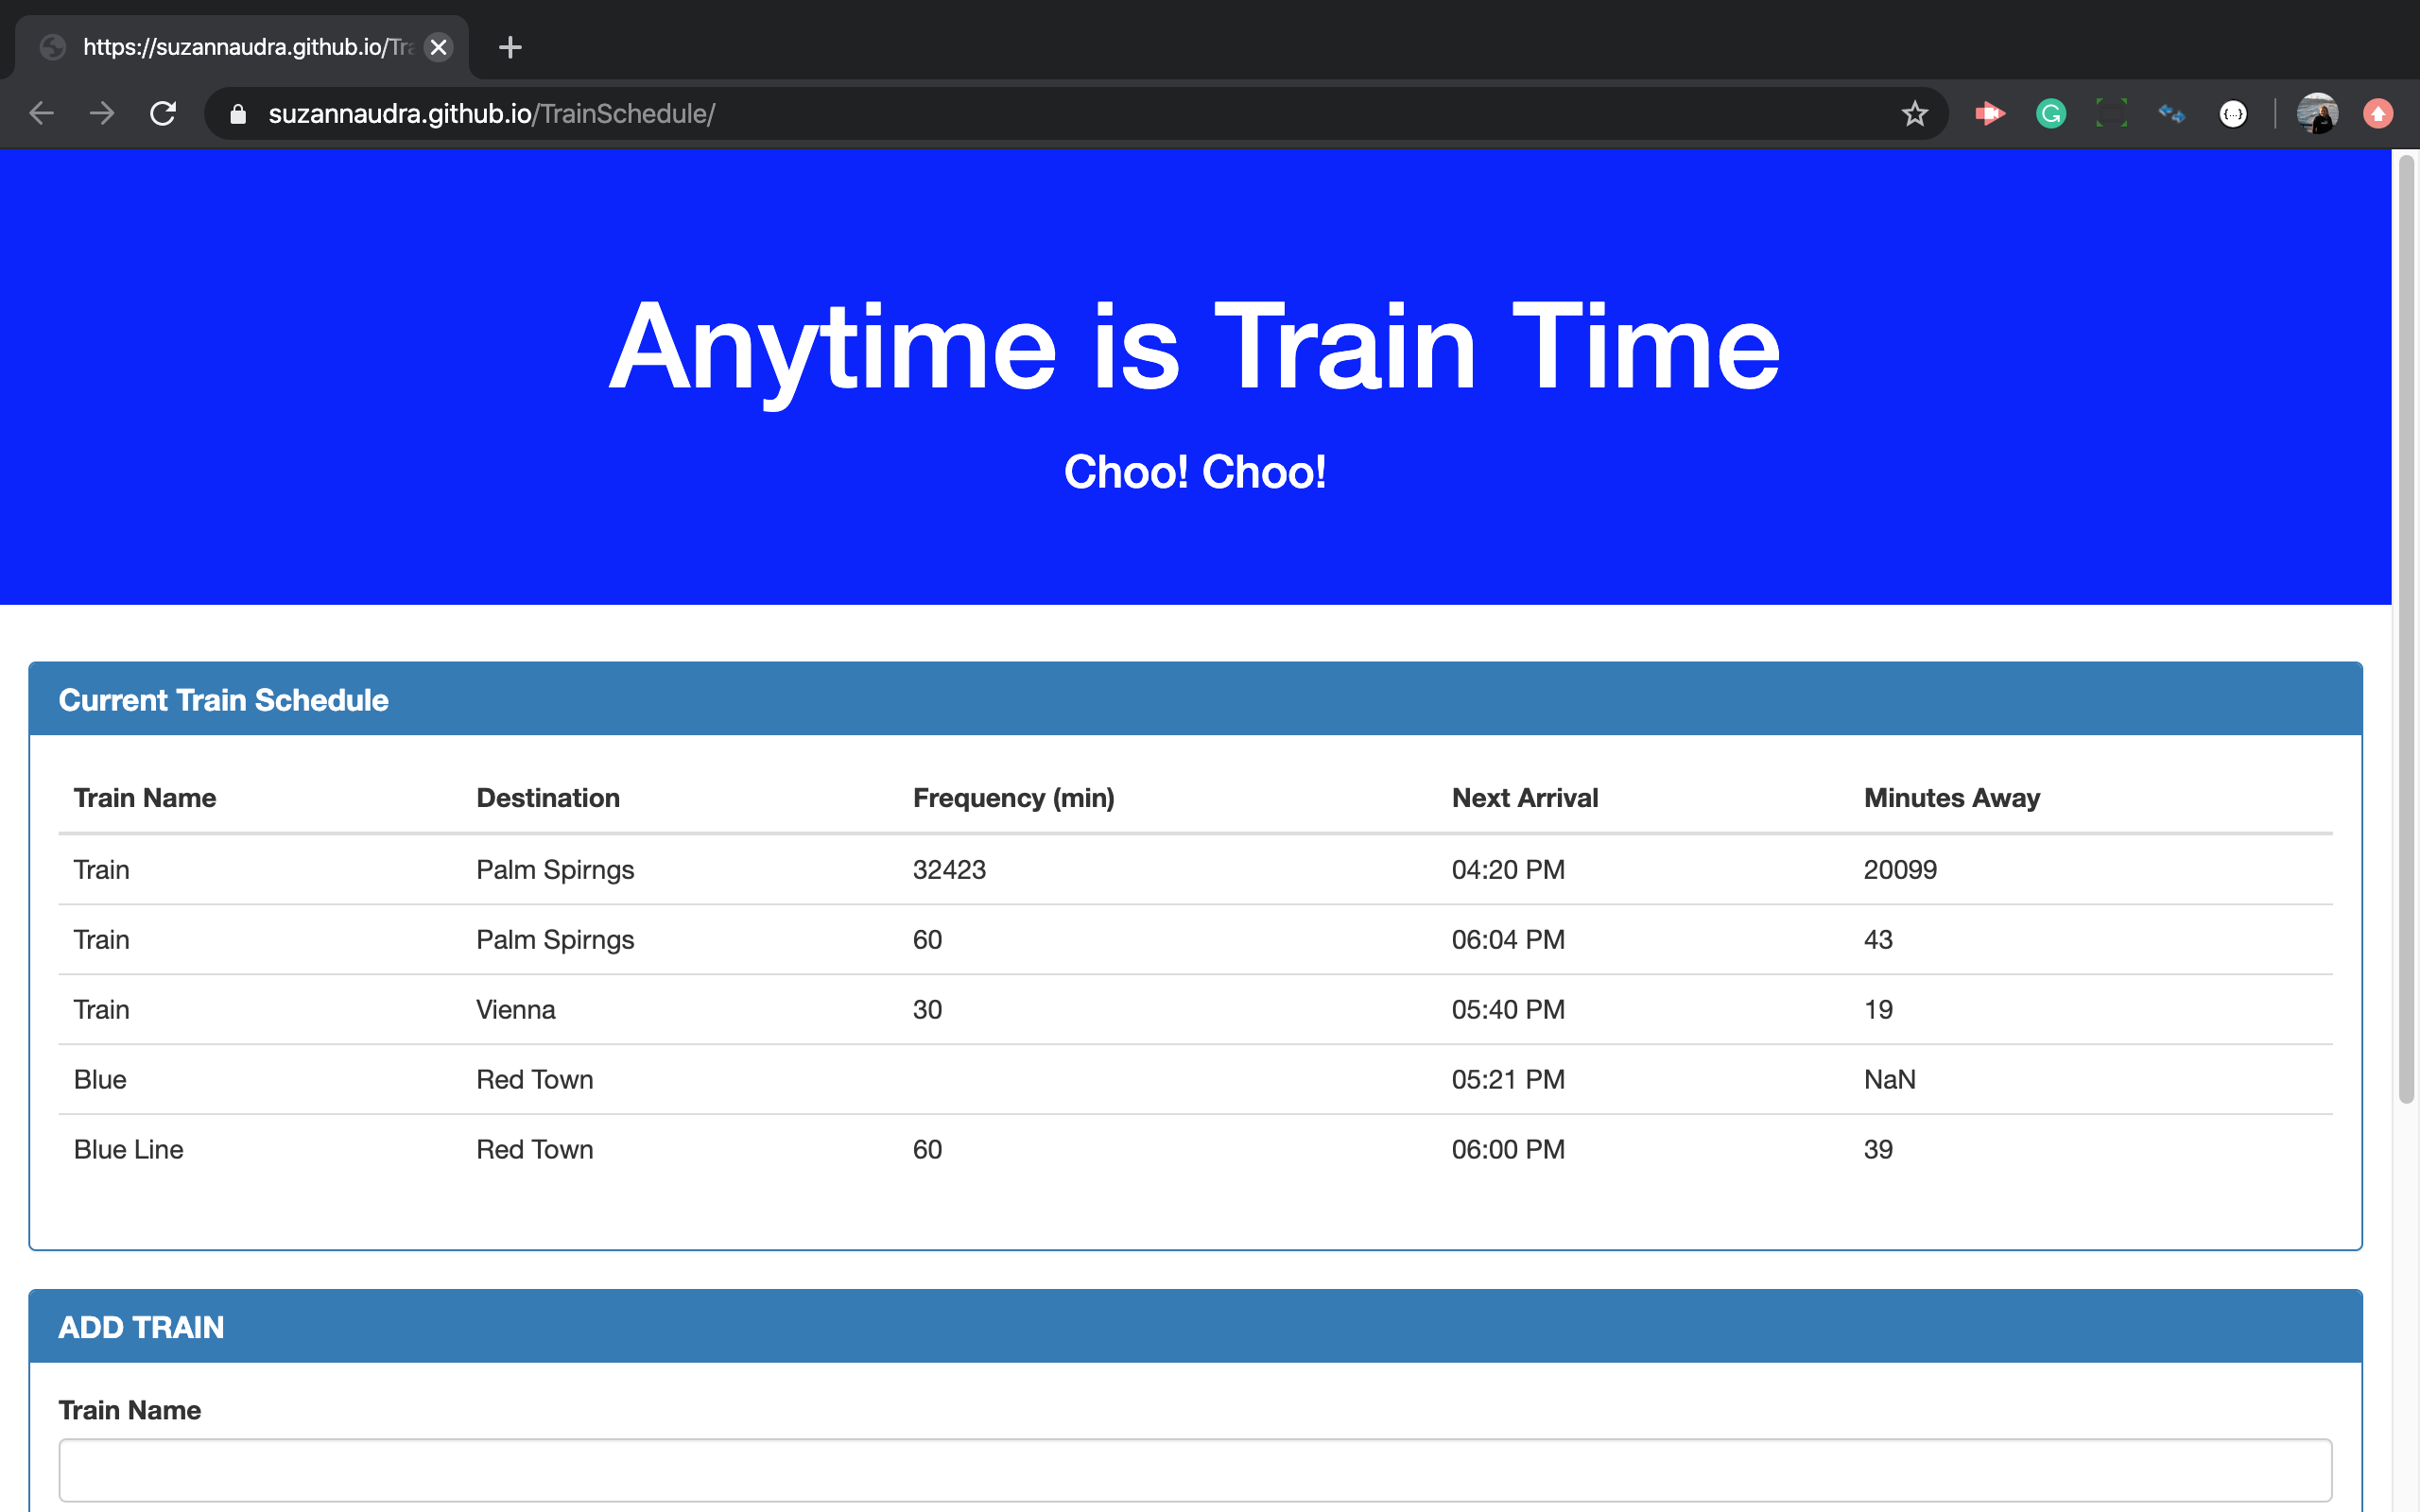 https://suzannaudra.github.io/Tra
suzannaudra.github.io/TrainSchedule/
Anytime is Train Time
Choo! Choo!
Current Train Schedule
Train Name Destination Frequency (min) Next Arrival Minutes Away
Train Palm Spirngs 32423 04:20 PM 20099
Train Palm Spirngs 60 06:04 PM 43
Train Vienna 30 05:40 PM 19
Blue Red Town 05:21 PM NaN
Blue Line Red Town 60 06:00 PM 39
ADD TRAIN
Train Name